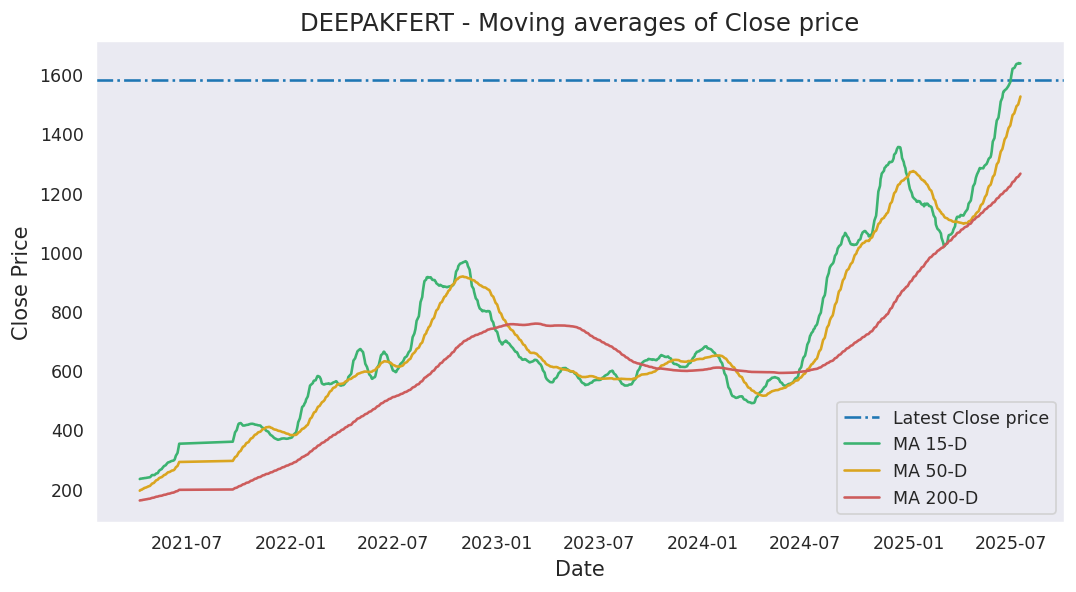 DEEPAKFERT - Moving averages of Close price
1600
1400
1200
1000
800
600
400
200
Close Price
2021-07 2022-01 2022-07 2023-01 2023-07 2024-01 2024-07 2025-01 2025-07
Date
Latest Close price
MA 15-D
MA 50-D
MA 200-D